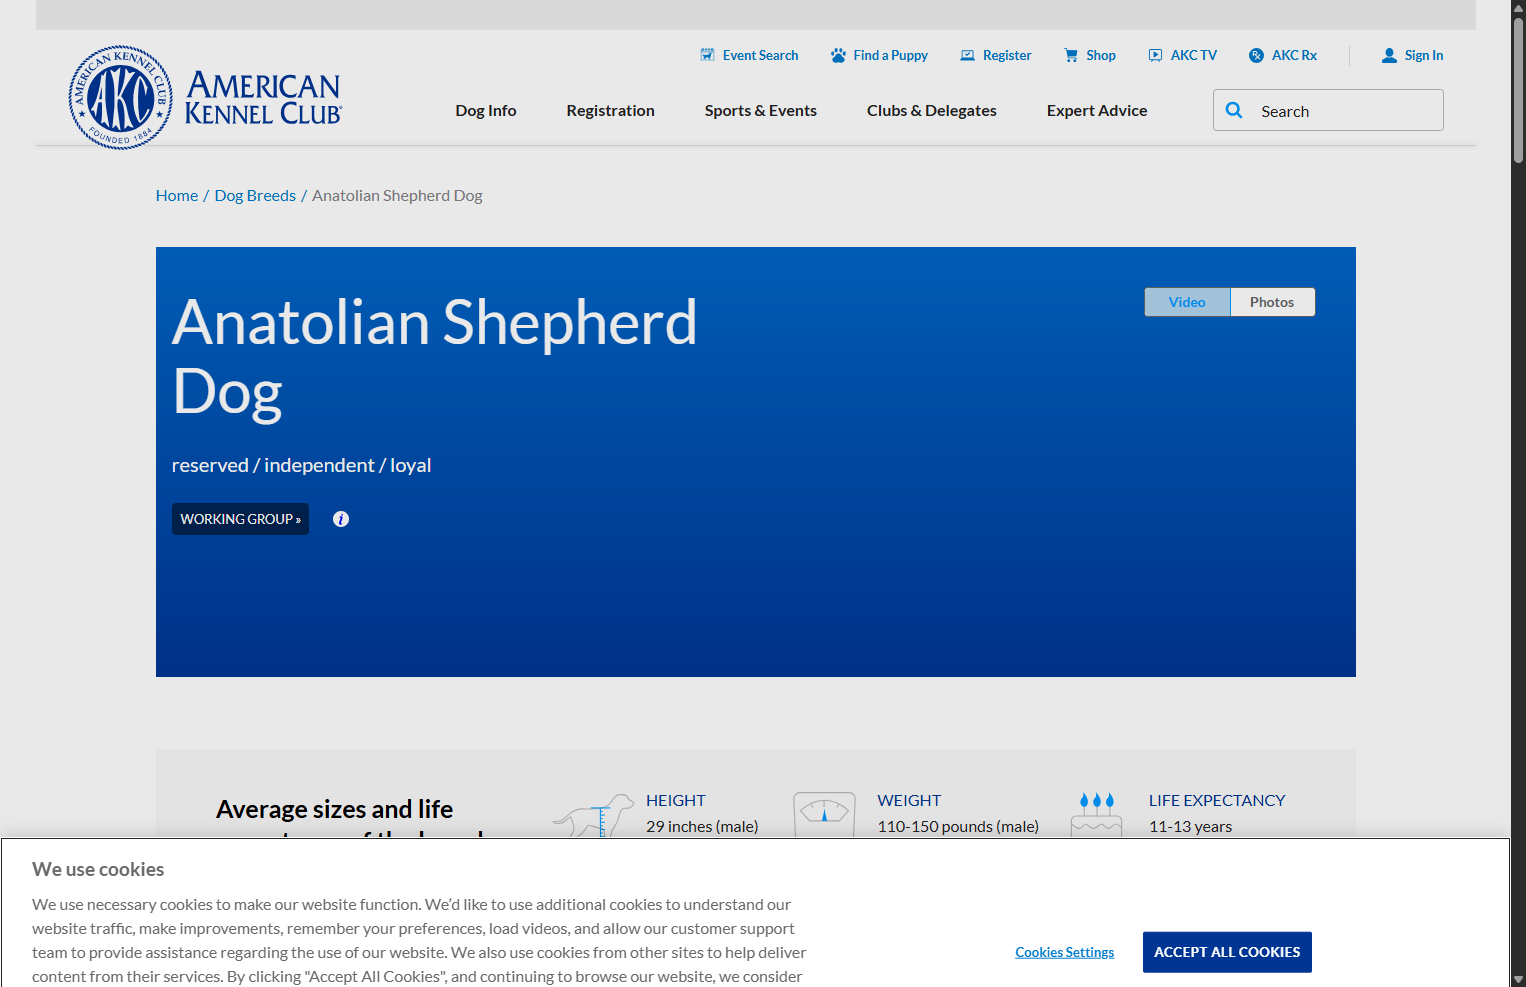 Event Search
Find a Puppy
Register
Shop
AKC TV
AKC Rx
Sign In
AMERICAN KENNEL CLUB
AKC
FOUNDED 1884
AMERICAN
KENNEL CLUB®
Dog Info
Registration
Sports & Events
Clubs & Delegates
Expert Advice
Search
Home / Dog Breeds / Anatolian Shepherd Dog
Anatolian Shepherd
Dog
Video
Photos
reserved / independent / loyal
WORKING GROUP »
Average sizes and life
HEIGHT
29 inches (male)
WEIGHT
110-150 pounds (male)
LIFE EXPECTANCY
11-13 years
We use cookies
We use necessary cookies to make our website function. We’d like to use additional cookies to understand our
website traffic, make improvements, remember your preferences, load videos, and allow our customer support
team to provide assistance regarding the use of our website. We also use cookies from other sites to help deliver
content from their services. By clicking "Accept All Cookies", and continuing to browse our website, we consider
Cookies Settings
ACCEPT ALL COOKIES